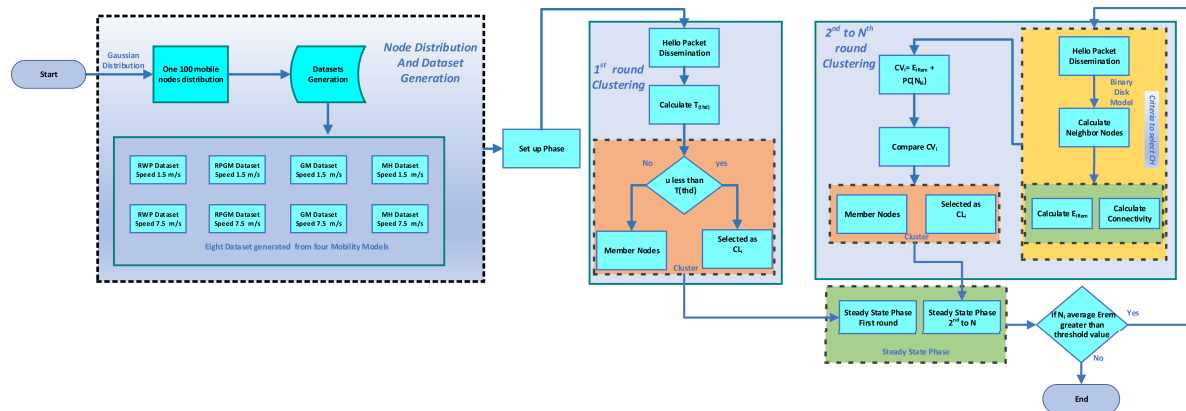 Start
Gaussian
Distribution
One 100 mobile
nodes distribution
Datasets
Generation
Node Distribution
And Dataset
Generation
RWP Dataset
Speed 1.5 m/s
RPGM Dataset
Speed 1.5 m/s
GM Dataset
Speed 1.5 m/s
MH Dataset
Speed 1.5 m/s
RWP Dataset
Speed 7.5 m/s
RPGM Dataset
Speed 7.5 m/s
GM Dataset
Speed 7.5 m/s
MH Dataset
Speed 7.5 m/s
Eight Dataset generated from four Mobility Models
Set up Phase
1st round
Clustering
Hello Packet
Dissemination
Calculate T(thd)
No
yes
u less than
T(thd)
Member Nodes
Selected as
CLi
Cluster
2nd to Nth
round
Clustering
CVi= EiRem +
PC(Nki)
Compare CVi
Member Nodes
Selected as
CLi
Cluster
Hello Packet
Dissemination
Binary
Disk
Model
Calculate
Neighbor Nodes
Criteria to select CH
Calculate EiRem
Calculate
Connectivity
Steady State Phase
First round
Steady State Phase
2nd to N
Steady State Phase
if Ni average Erem
greater than
threshold value
Yes
No
End